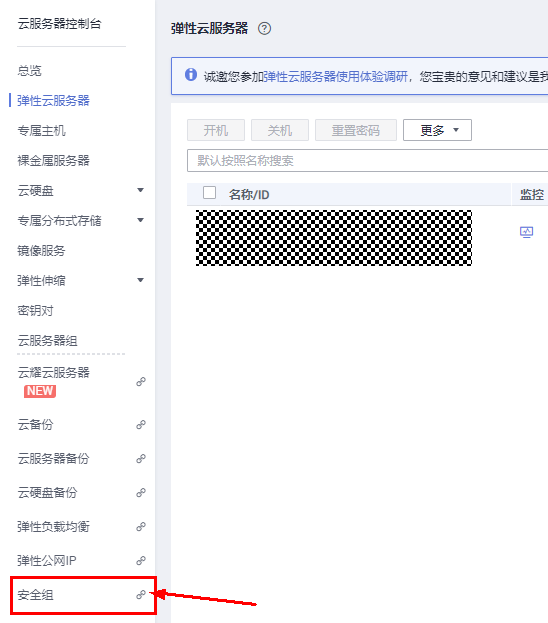 云服务器控制台
总览
弹性云服务器
专属主机
裸金属服务器
云硬盘
专属分布式存储
镜像服务
弹性伸缩
密钥对
云服务器组
云耀云服务器
NEW
云备份
云服务器备份
云硬盘备份
弹性负载均衡
弹性公网IP
安全组
弹性云服务器
诚邀您参加弹性云服务器使用体验调研，您宝贵的意见和建议是我
开机 关机 重置密码 更多
默认按照名称搜索
名称/ID 监控